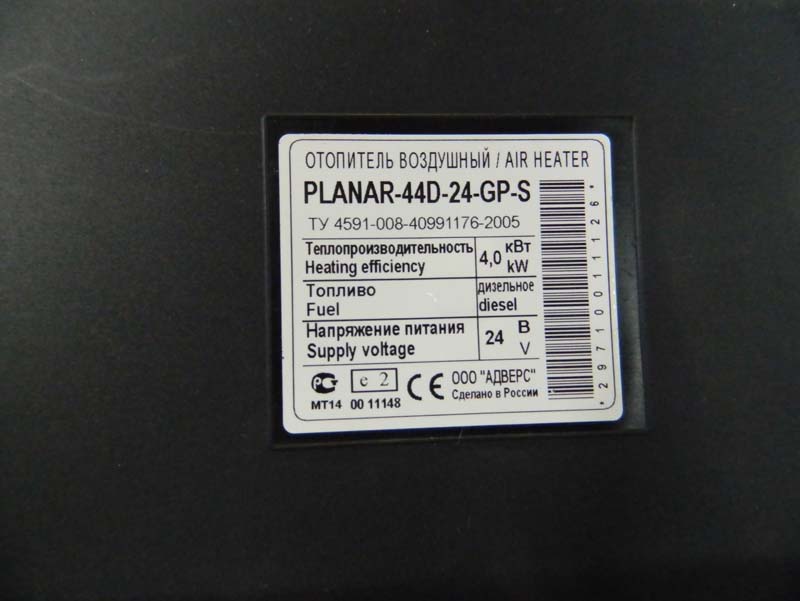 ОТОПИТЕЛЬ ВОЗДУШНЫЙ / AIR HEATER
PLANAR-44D-24-GP-S
ТУ 4591-008-40991176-2005
Теплопроизводительность 4,0 кВт
Heating efficiency kW
Топливо дизельное
Fuel diesel
Напряжение питания 24 В
Supply voltage V
РСТ e 2 CE ООО "АДВЕРС"
Сделано в России
МТ14 00 11148
*297100111126*